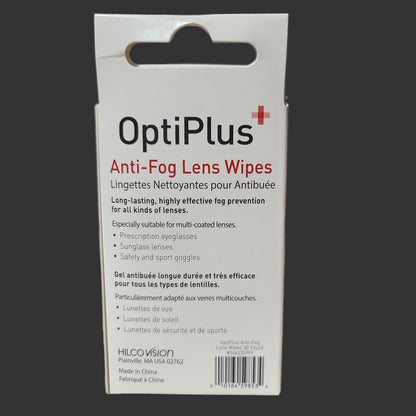 OptiPlus
Anti-Fog Lens Wipes
Lingettes Nettoyantes pour Antibuée
Long-lasting, highly effective fog prevention
for all kinds of lenses.
Especially suitable for multi-coated lenses.
• Prescription eyeglasses
• Sunglass lenses
• Safety and sport goggles
Gel antibuée longue durée et très efficace
pour tous les types de lentilles.
Particulièrement adapté aux verres multicouches.
• Lunettes de vue
• Lunettes de soleil
• Lunettes de sécurité et de sports
HILCO VISION
Plainville, MA USA 02762
Made in China
Fabriqué à Chine
OptiPlus Anti-Fog
Lens Wipes 30 Count